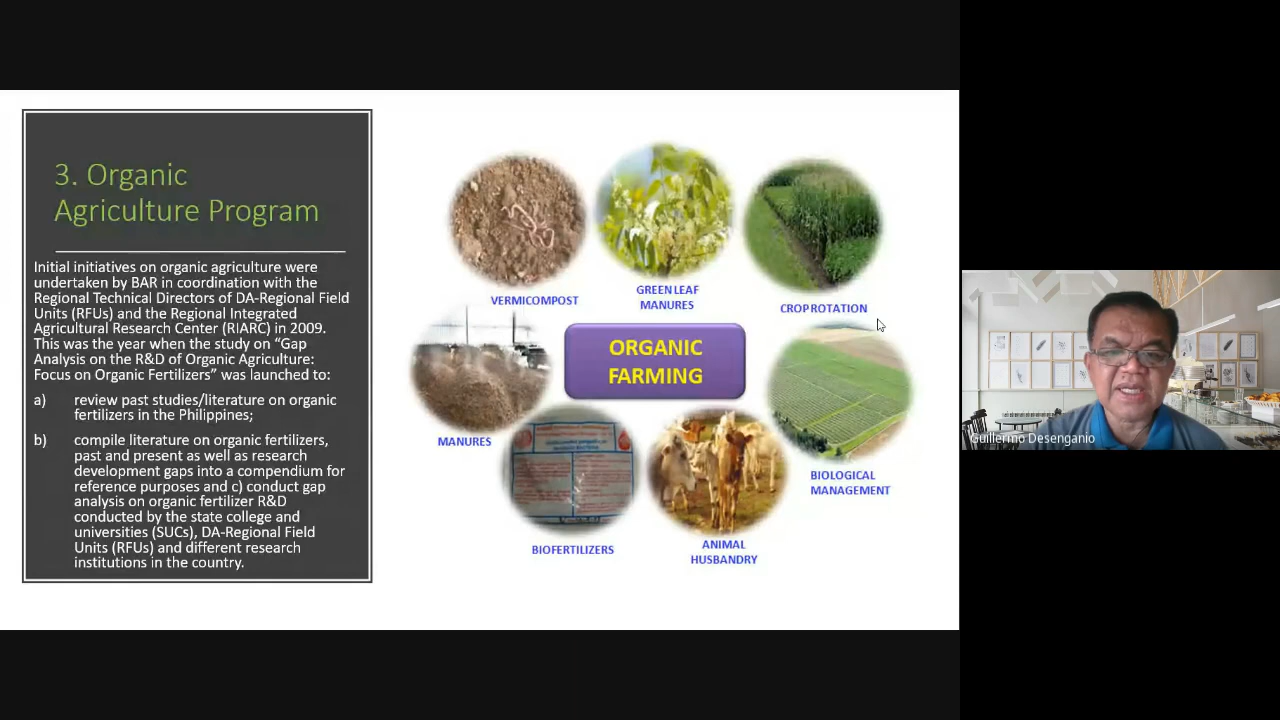 3. Organic
Agriculture Program
Initial initiatives on organic agriculture were
undertaken by BAR in coordination with the
Regional Technical Directors of DA-Regional Field
Units (RFUs) and the Regional Integrated
Agricultural Research Center (RIARC) in 2009.
This was the year when the study on “Gap
Analysis on the R&D of Organic Agriculture:
Focus on Organic Fertilizers” was launched to:
a) review past studies/literature on organic
fertilizers in the Philippines;
b) compile literature on organic fertilizers,
past and present as well as research
development gaps into a compendium for
reference purposes and c) conduct gap
analysis on organic fertilizer R&D
conducted by the state college and
universities (SUCs), DA-Regional Field
Units (RFUs) and different research
institutions in the country.
VERMICOMPOST
GREEN LEAF
MANURES
CROP ROTATION
ORGANIC
FARMING
MANURES
BIOLOGICAL
MANAGEMENT
BIOFERTILIZERS
ANIMAL
HUSBANDRY
Guillermo Desenganio